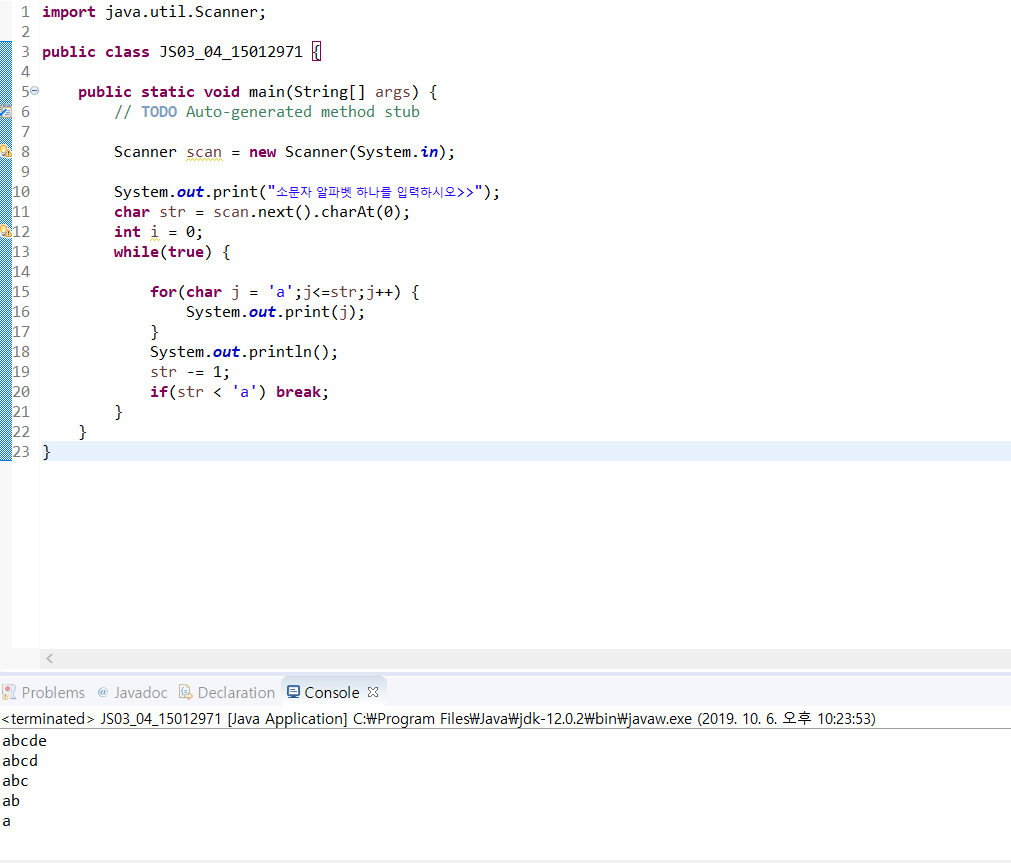 1 import java.util.Scanner;
2
3 public class JS03_04_15012971 {
4
5 public static void main(String[] args) {
6 // TODO Auto-generated method stub
7
8 Scanner scan = new Scanner(System.in);
9
10 System.out.print("소문자 알파벳 하나를 입력하시오>>");
11 char str = scan.next().charAt(0);
12 int i = 0;
13 while(true) {
14
15 for(char j = 'a';j<=str;j++) {
16 System.out.print(j);
17 }
18 System.out.println();
19 str -= 1;
20 if(str < 'a') break;
21 }
22 }
23 }
Problems @ Javadoc Declaration Console
<terminated> JS03_04_15012971 [Java Application] C:₩Program Files₩Java₩jdk-12.0.2₩bin₩javaw.exe (2019. 10. 6. 오후 10:23:53)
abcde
abcd
abc
ab
a